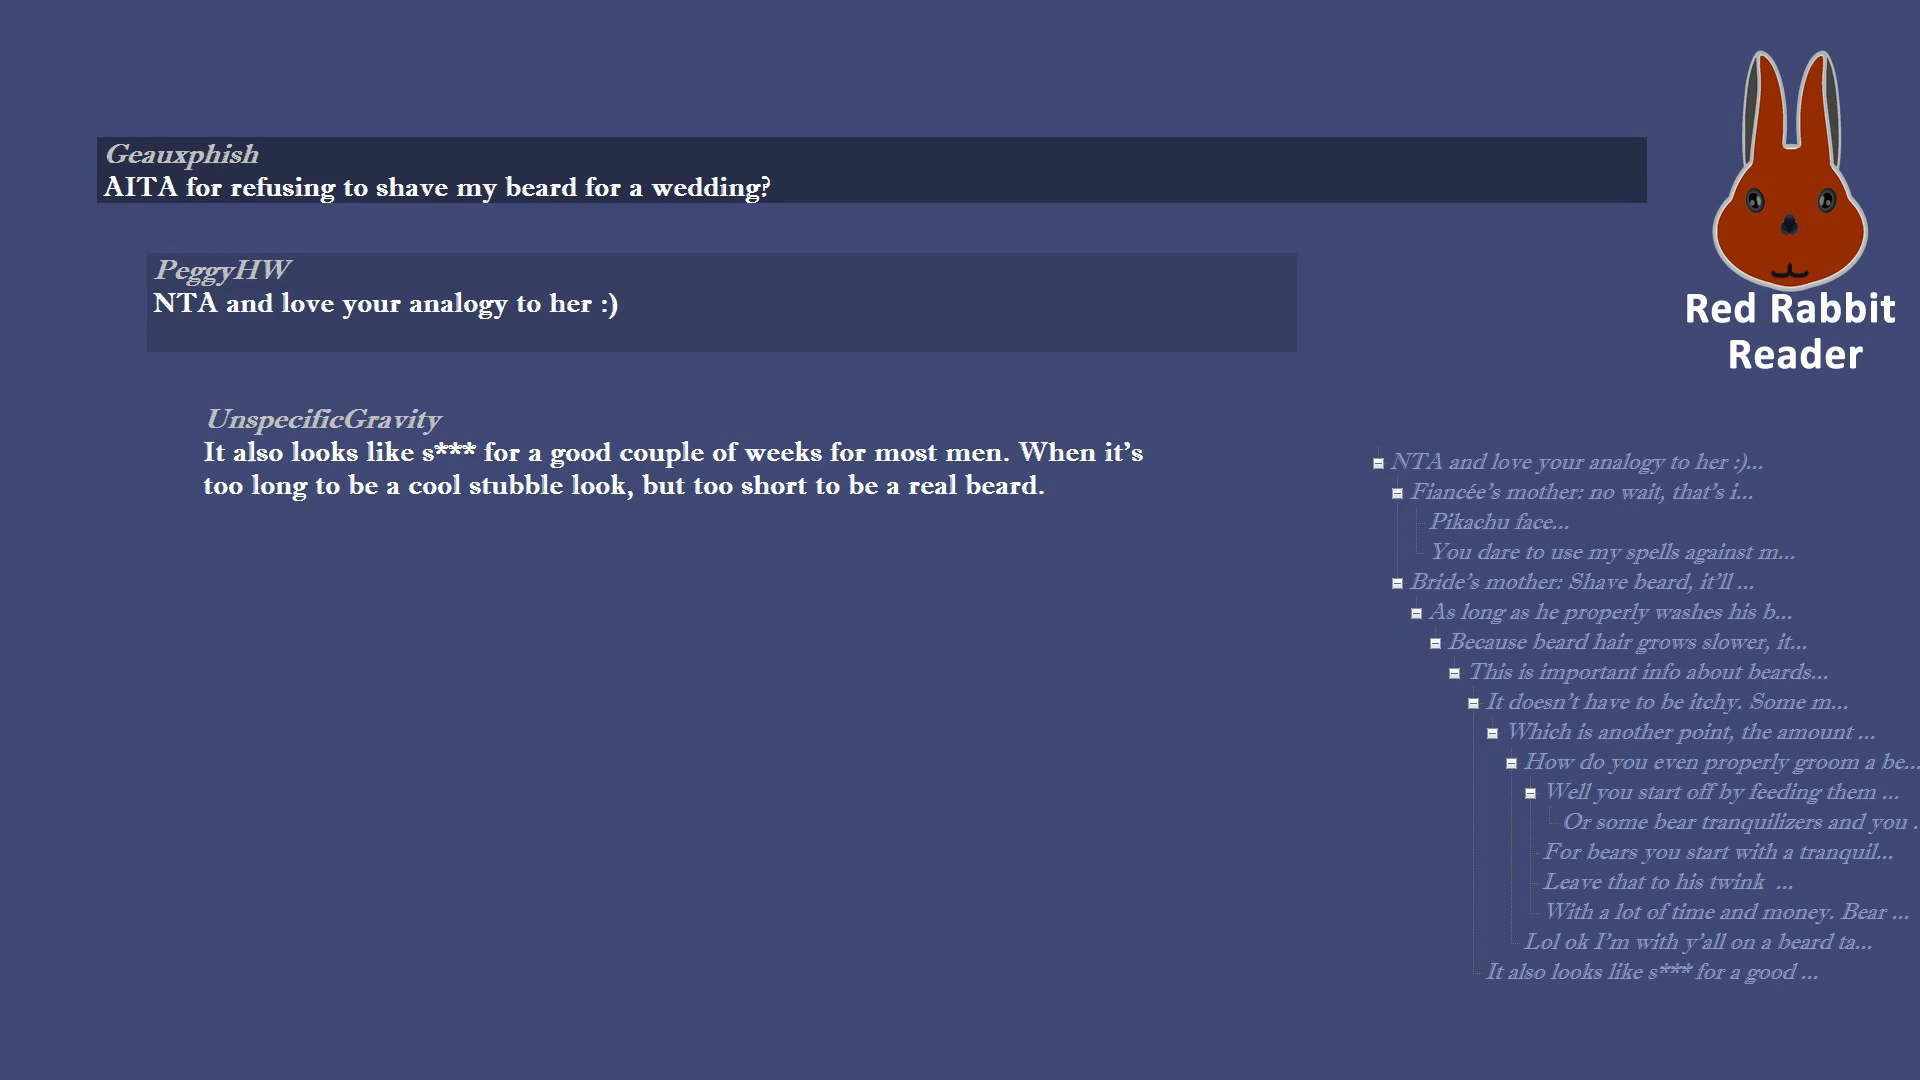 Geauxphish
AITA for refusing to shave my beard for a wedding?
PeggyHW
NTA and love your analogy to her :)
UnspecificGravity
It also looks like s*** for a good couple of weeks for most men. When it's
too long to be a cool stubble look, but too short to be a real beard.
Red Rabbit
Reader
NTA and love your analogy to her :)...
Fiancée's mother: no wait, that's i...
Pikachu face...
You dare to use my spells against m...
Bride's mother: Shave beard, it'll ...
As long as he properly washes his b...
Because beard hair grows slower, it...
This is important info about beards...
It doesn't have to be itchy. Some m...
Which is another point, the amount ...
How do you even properly groom a be...
Well you start off by feeding them ...
Or some bear tranquilizers and you .
For bears you start with a tranquil...
Leave that to his twink ...
With a lot of time and money. Bear ...
Lol ok I'm with y'all on a beard ta...
It also looks like s*** for a good ...